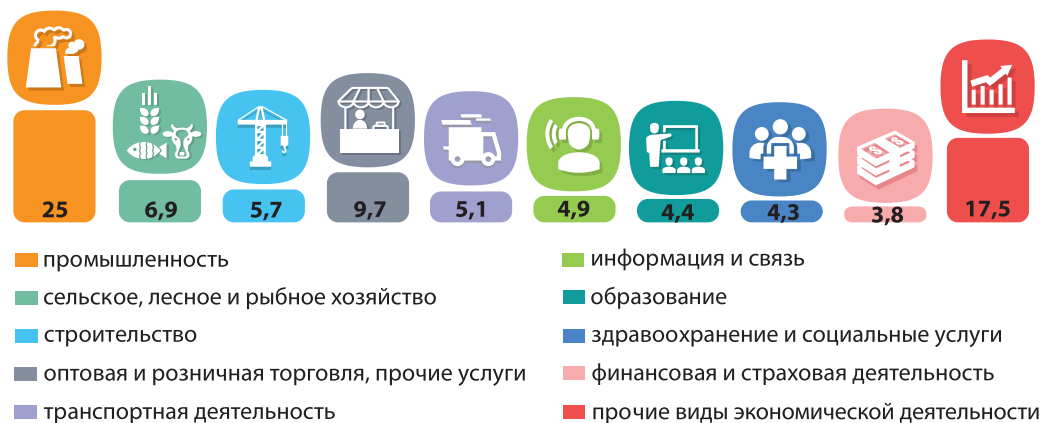 25
6,9
5,7
9,7
5,1
4,9
4,4
4,3
3,8
17,5
промышленность
сельское, лесное и рыбное хозяйство
строительство
оптовая и розничная торговля, прочие услуги
транспортная деятельность
информация и связь
образование
здравоохранение и социальные услуги
финансовая и страховая деятельность
прочие виды экономической деятельности